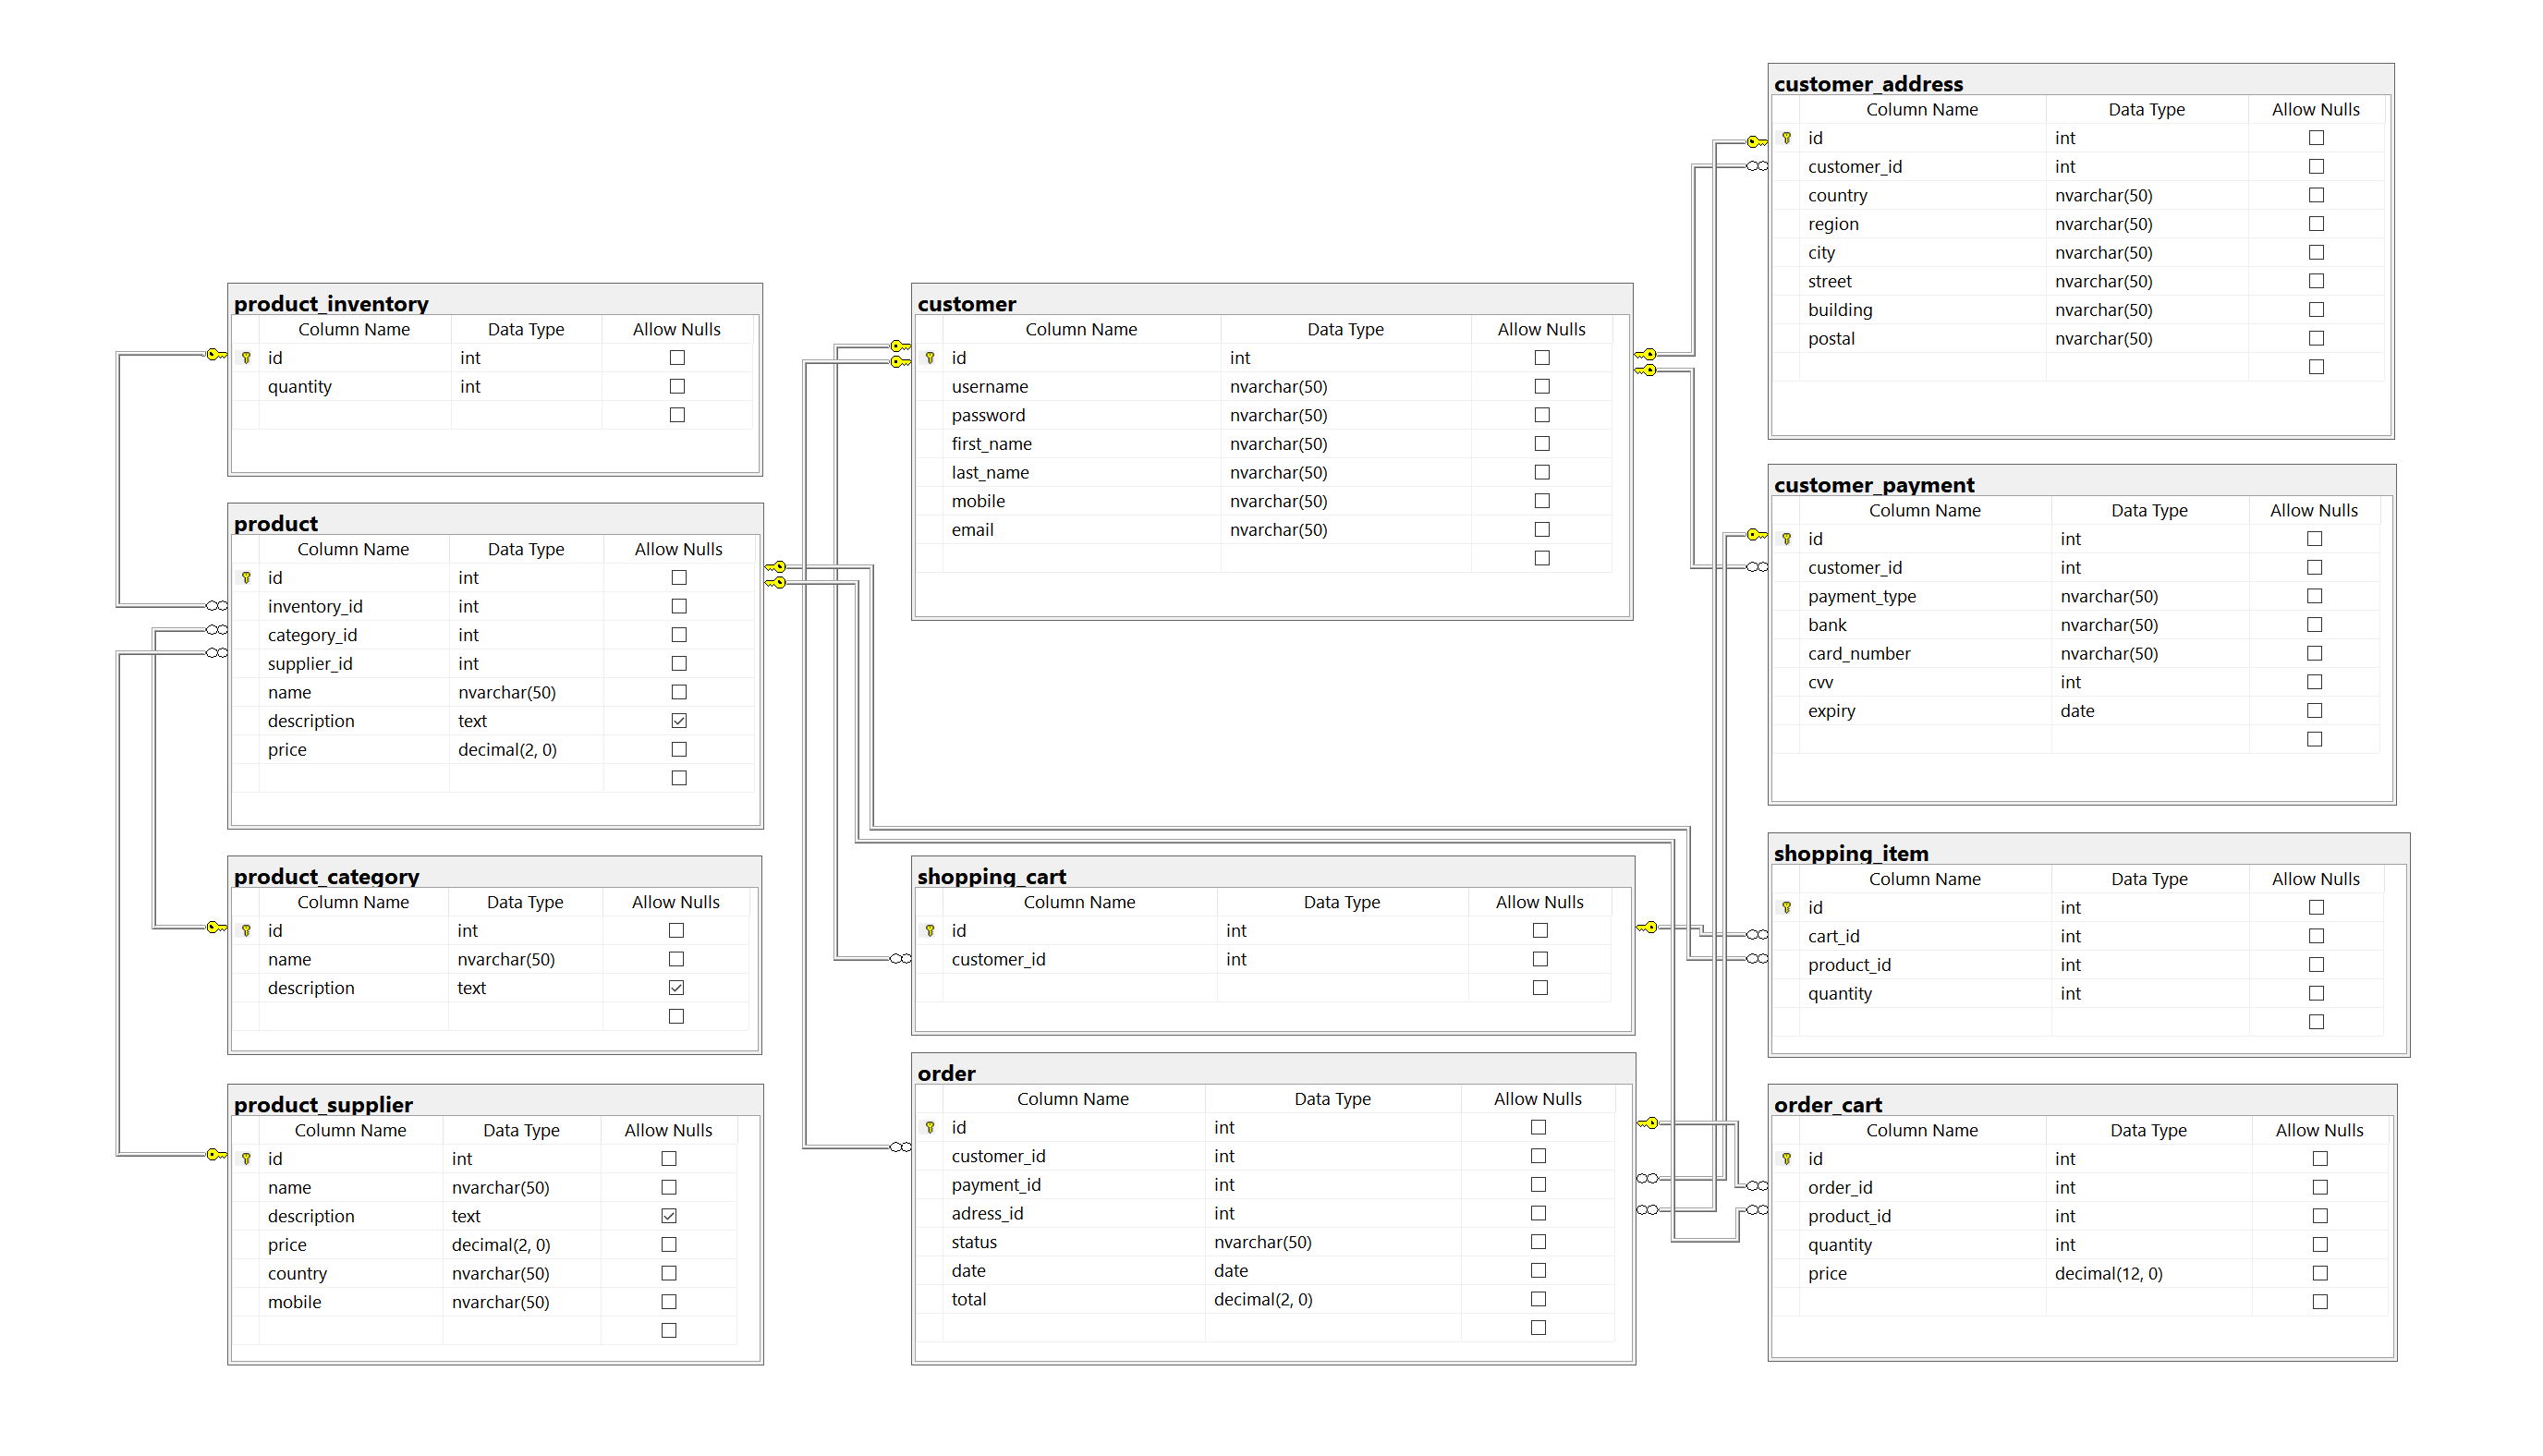 product_inventory
Column Name Data Type Allow Nulls
id int
quantity int
product
Column Name Data Type Allow Nulls
id int
inventory_id int
category_id int
supplier_id int
name nvarchar(50)
description text
price decimal(2, 0)
product_category
Column Name Data Type Allow Nulls
id int
name nvarchar(50)
description text
product_supplier
Column Name Data Type Allow Nulls
id int
name nvarchar(50)
description text
price decimal(2, 0)
country nvarchar(50)
mobile nvarchar(50)
customer
Column Name Data Type Allow Nulls
id int
username nvarchar(50)
password nvarchar(50)
first_name nvarchar(50)
last_name nvarchar(50)
mobile nvarchar(50)
email nvarchar(50)
shopping_cart
Column Name Data Type Allow Nulls
id int
customer_id int
order
Column Name Data Type Allow Nulls
id int
customer_id int
payment_id int
adress_id int
status nvarchar(50)
date date
total decimal(2, 0)
customer_address
Column Name Data Type Allow Nulls
id int
customer_id int
country nvarchar(50)
region nvarchar(50)
city nvarchar(50)
street nvarchar(50)
building nvarchar(50)
postal nvarchar(50)
customer_payment
Column Name Data Type Allow Nulls
id int
customer_id int
payment_type nvarchar(50)
bank nvarchar(50)
card_number nvarchar(50)
cvv int
expiry date
shopping_item
Column Name Data Type Allow Nulls
id int
cart_id int
product_id int
quantity int
order_cart
Column Name Data Type Allow Nulls
id int
order_id int
product_id int
quantity int
price decimal(12, 0)